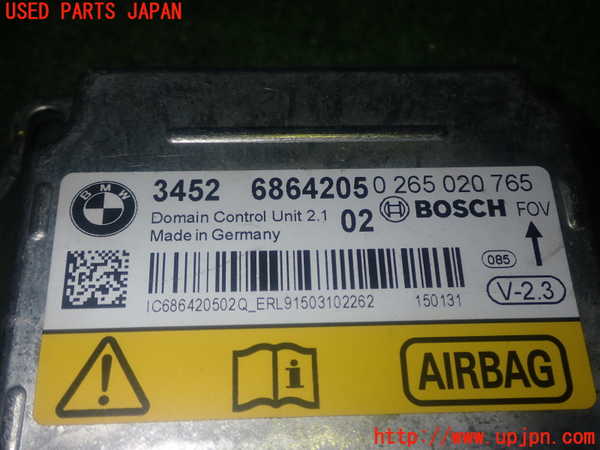 USED PARTS JAPAN
BMW
3452 6864205 0 265 020 765
Domain Control Unit 2.1 02 BOSCH FOV
Made in Germany
085
V-2.3
IC686420502Q_ERL91503102262 150131
AIRBAG
http://www.upjpn.com